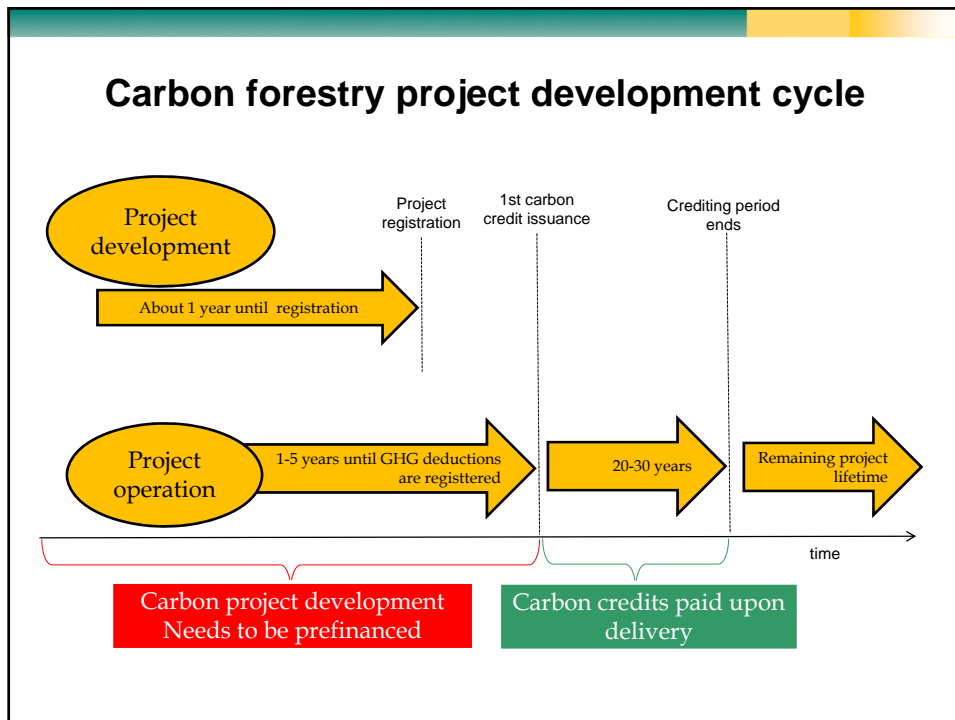 Carbon forestry project development cycle
Project
development
Project
registration
1st carbon
credit issuance
Crediting period
ends
About 1 year until registration
Project
operation
1-5 years until GHG deductions
are registtered
20-30 years
Remaining project
lifetime
time
Carbon project development
Needs to be prefinanced
Carbon credits paid upon
delivery